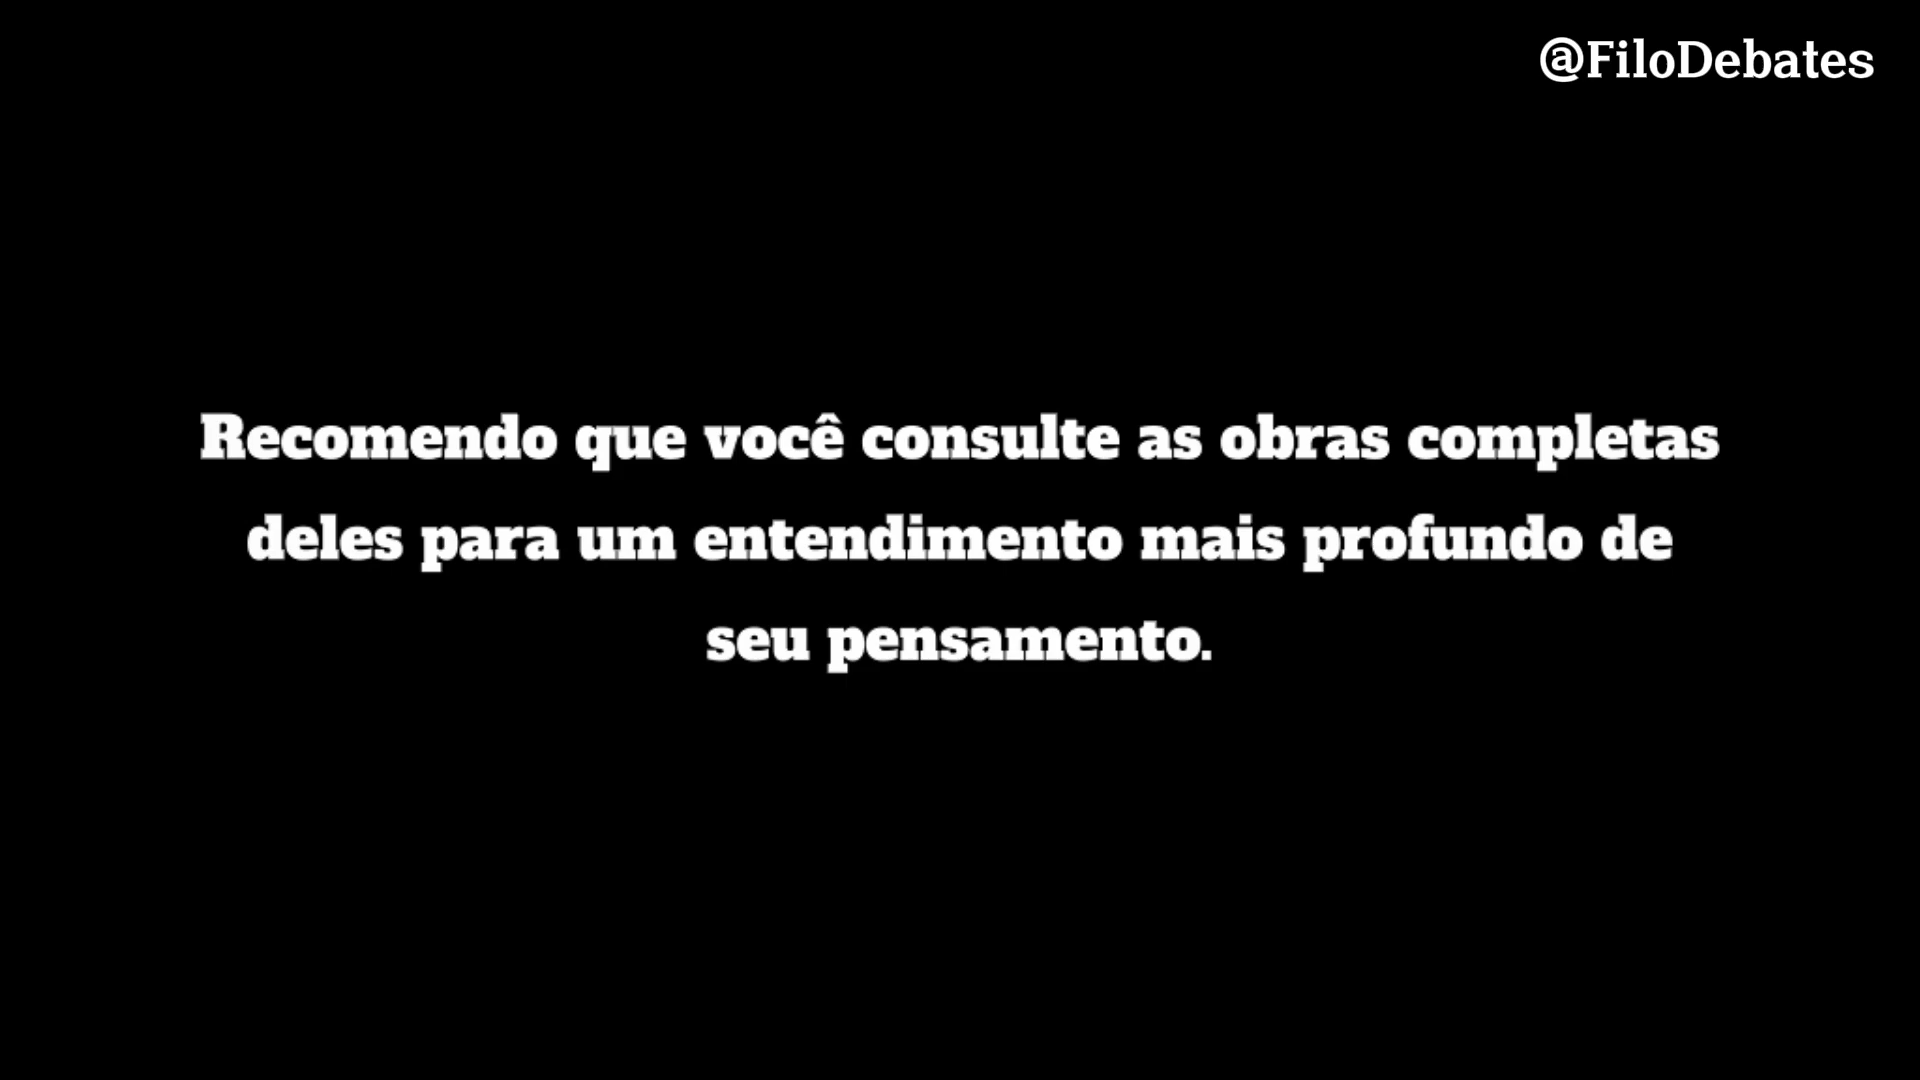 @FiloDebates
Recomendo que você consulte as obras completas
deles para um entendimento mais profundo de
seu pensamento.